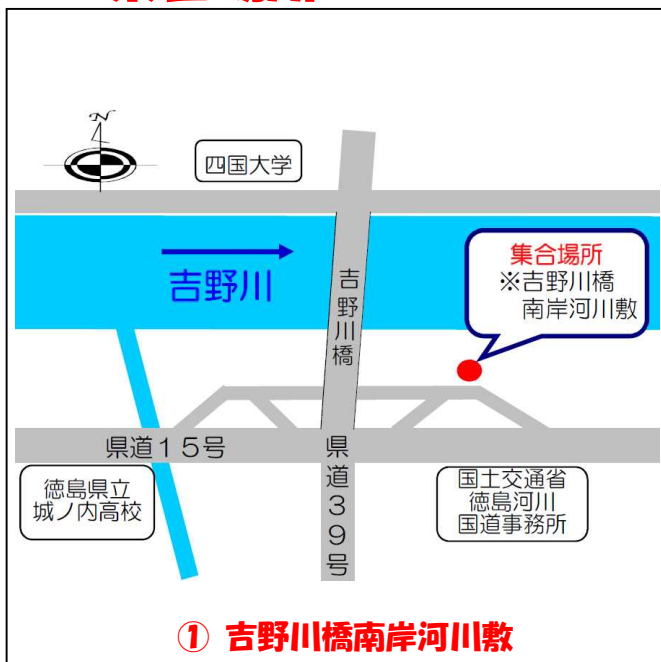 N
四国大学
吉野川
吉野川橋
集合場所
※吉野川橋
南岸河川敷
県道15号
県道39号
徳島県立
城ノ内高校
国土交通省
徳島河川
国道事務所
① 吉野川橋南岸河川敷